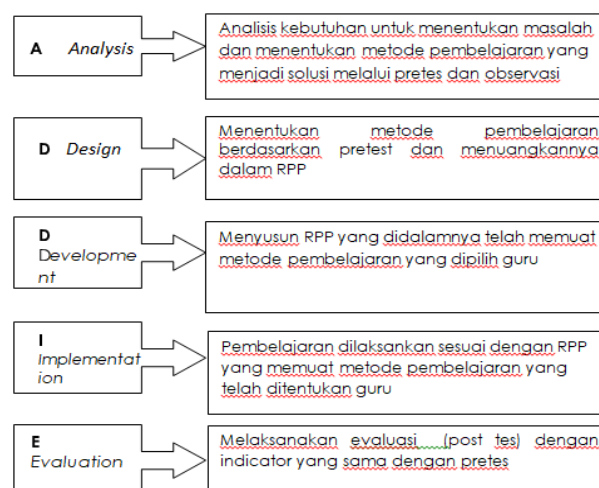 A Analysis
Analisis kebutuhan untuk menentukan masalah
dan menentukan metode pembelajaran yang
menjadi solusi melalui pretes dan observasi
D Design
Menentukan metode pembelajaran
berdasarkan pretest dan menuangkannya
dalam RPP
D
Developme
nt
Menyusun RPP yang didalamnya telah memuat
metode pembelajaran yang dipilih guru
I
Implementat
ion
Pembelajaran dilaksankan sesuai dengan RPP
yang memuat metode pembelajaran yang
telah ditentukan guru
E
Evaluation
Melaksanakan evaluasi (post tes) dengan
indicator yang sama dengan pretes